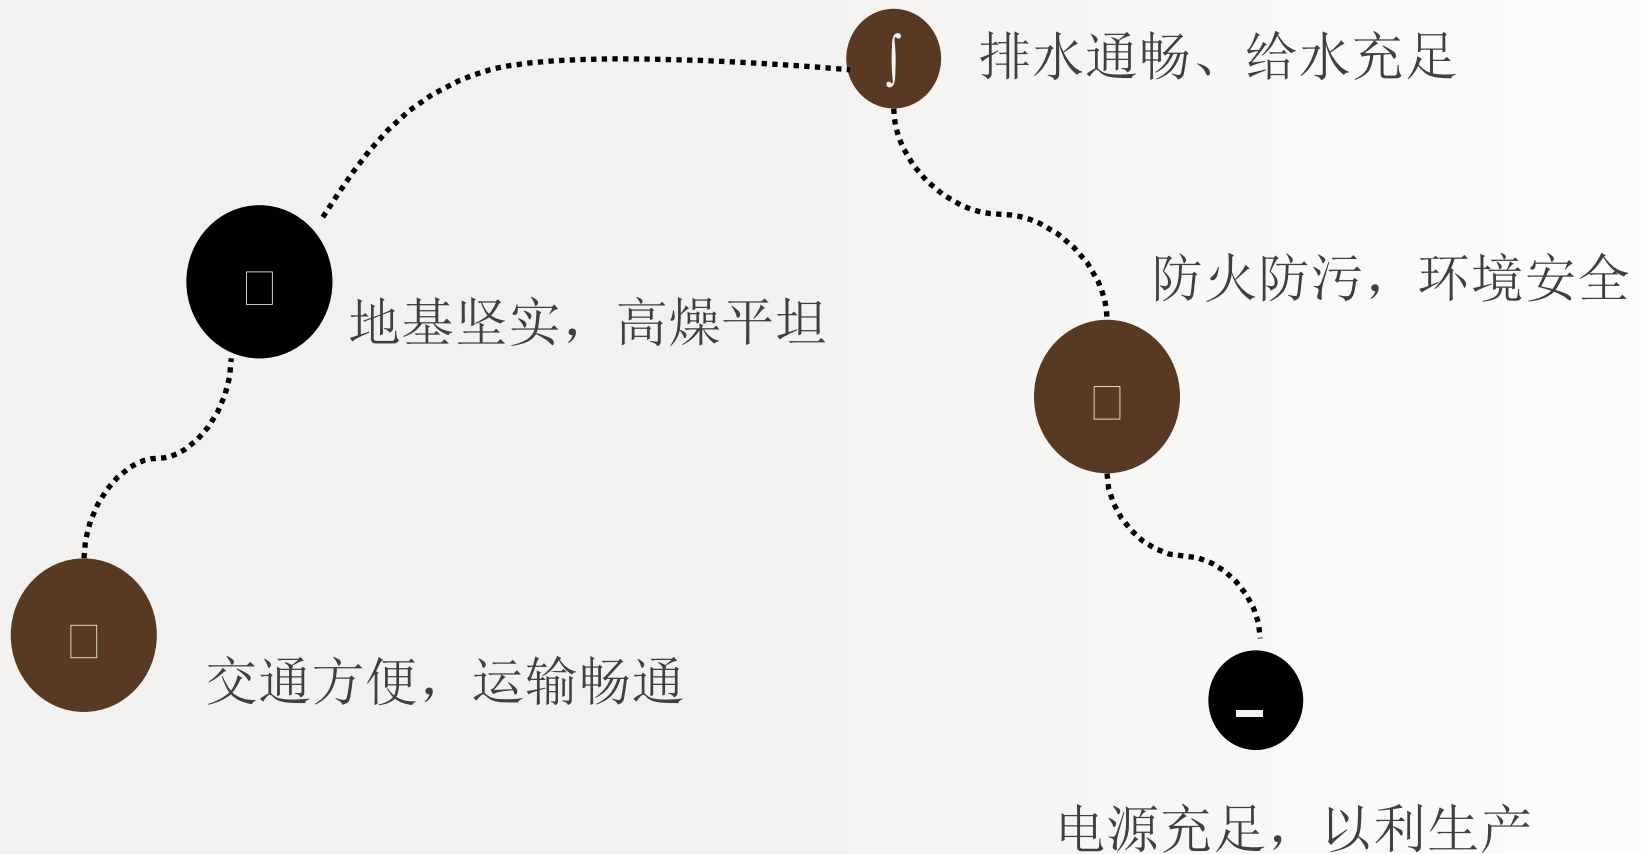 ∫
排水通畅、给水充足
防火防污，环境安全
地基坚实，高燥平坦
交通方便，运输畅通
电源充足，以利生产